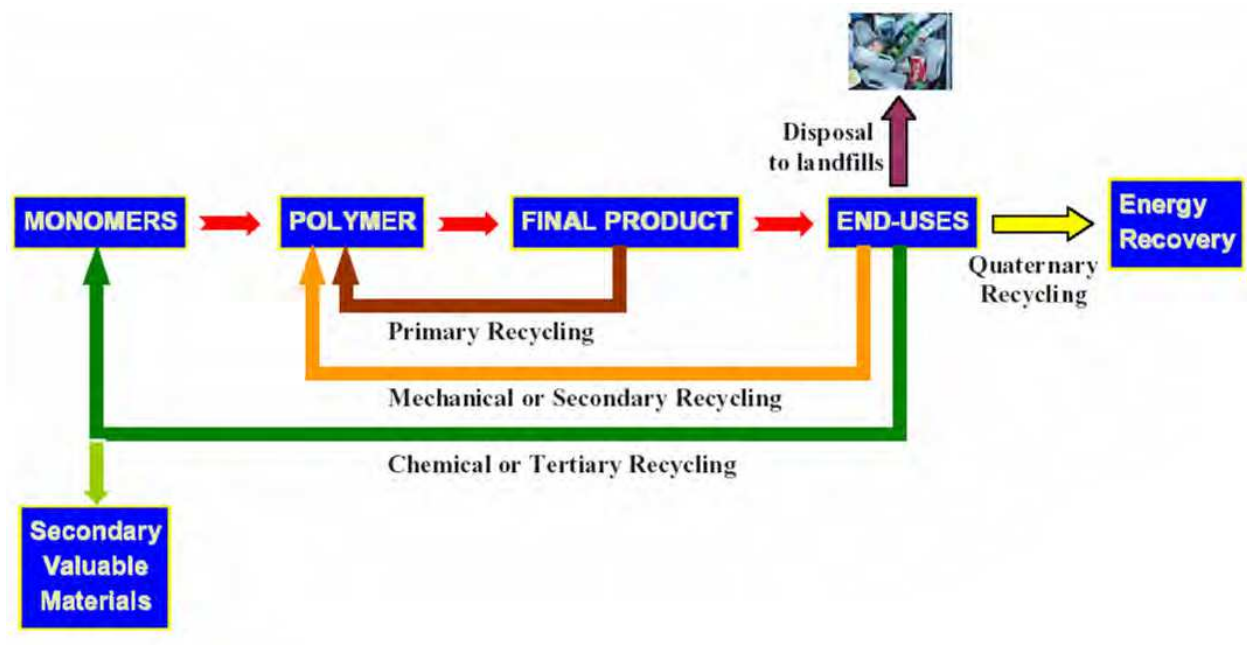 Disposal
to landfills
MONOMERS
POLYMER
FINAL PRODUCT
END-USES
Energy
Recovery
Quaternary
Recycling
Primary Recycling
Mechanical or Secondary Recycling
Chemical or Tertiary Recycling
Secondary
Valuable
Materials